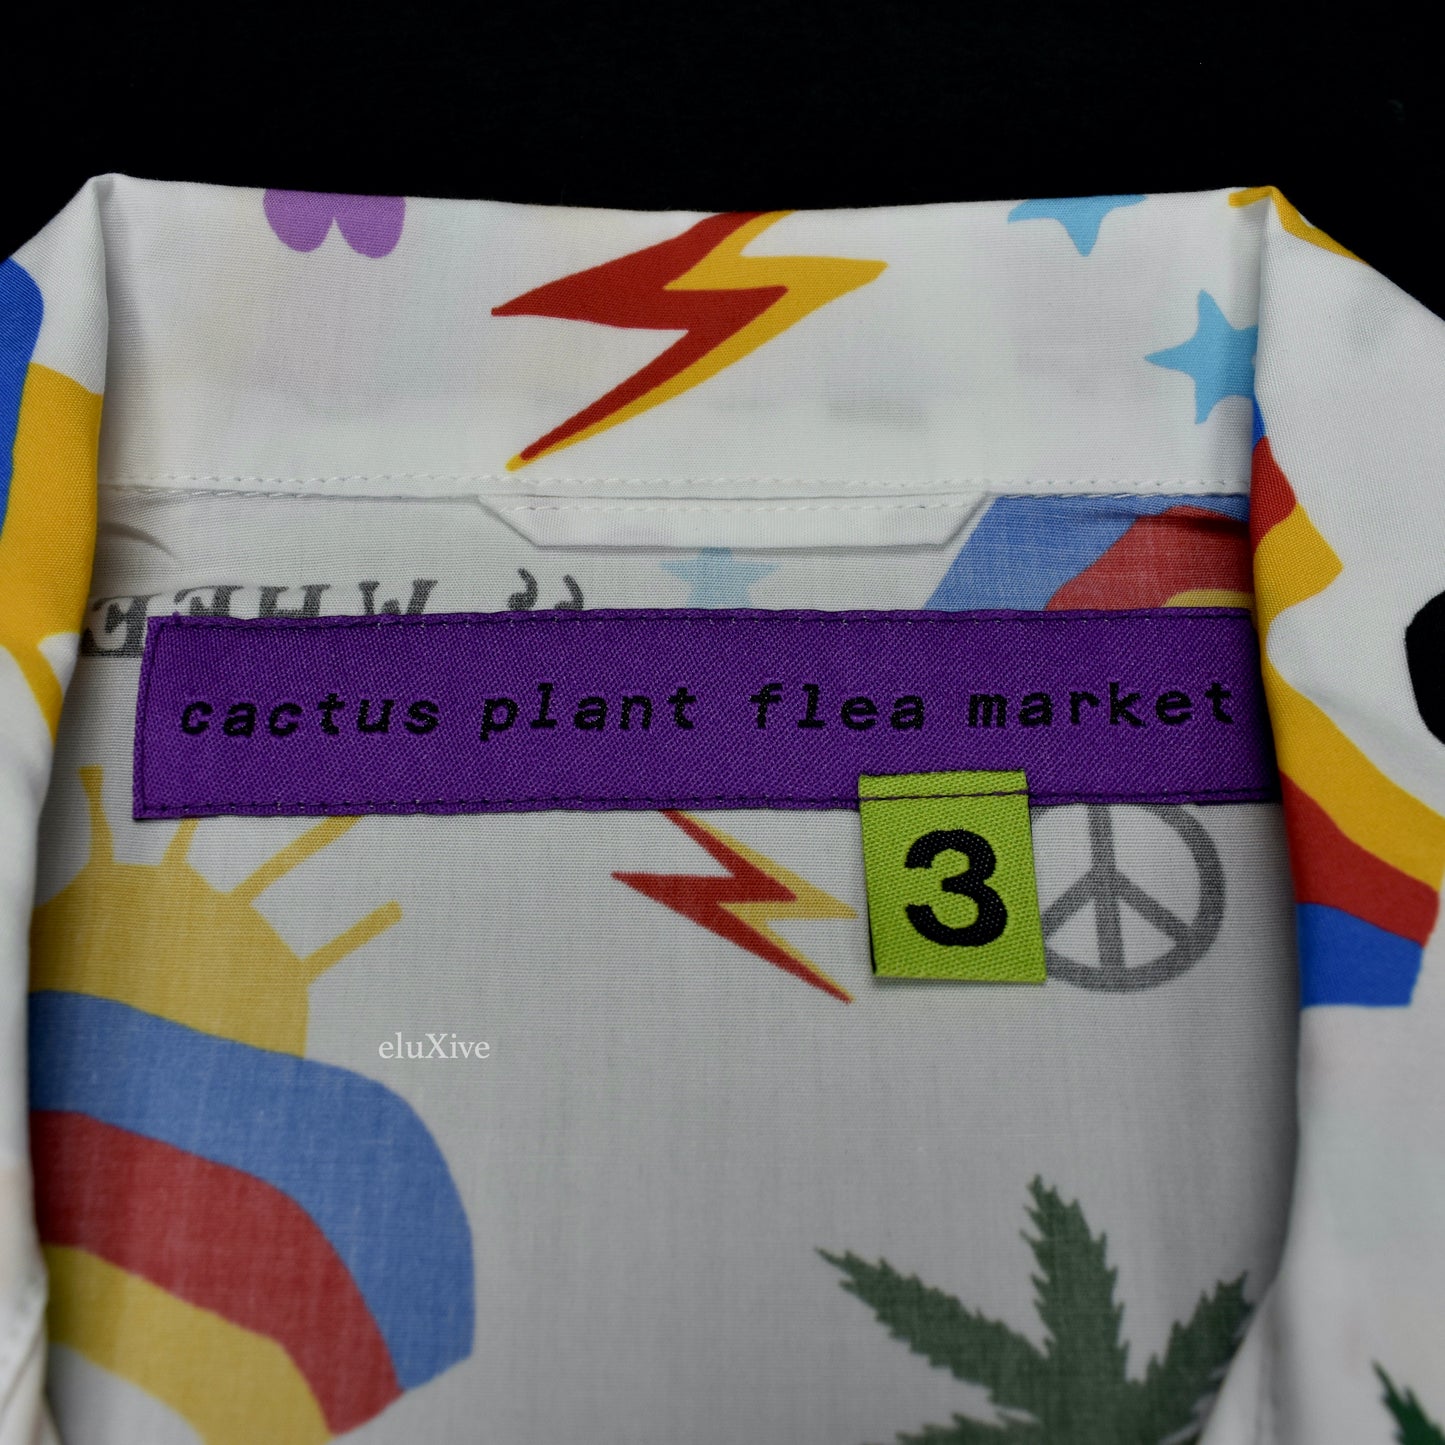 cactus plant flea market
3
eluXive